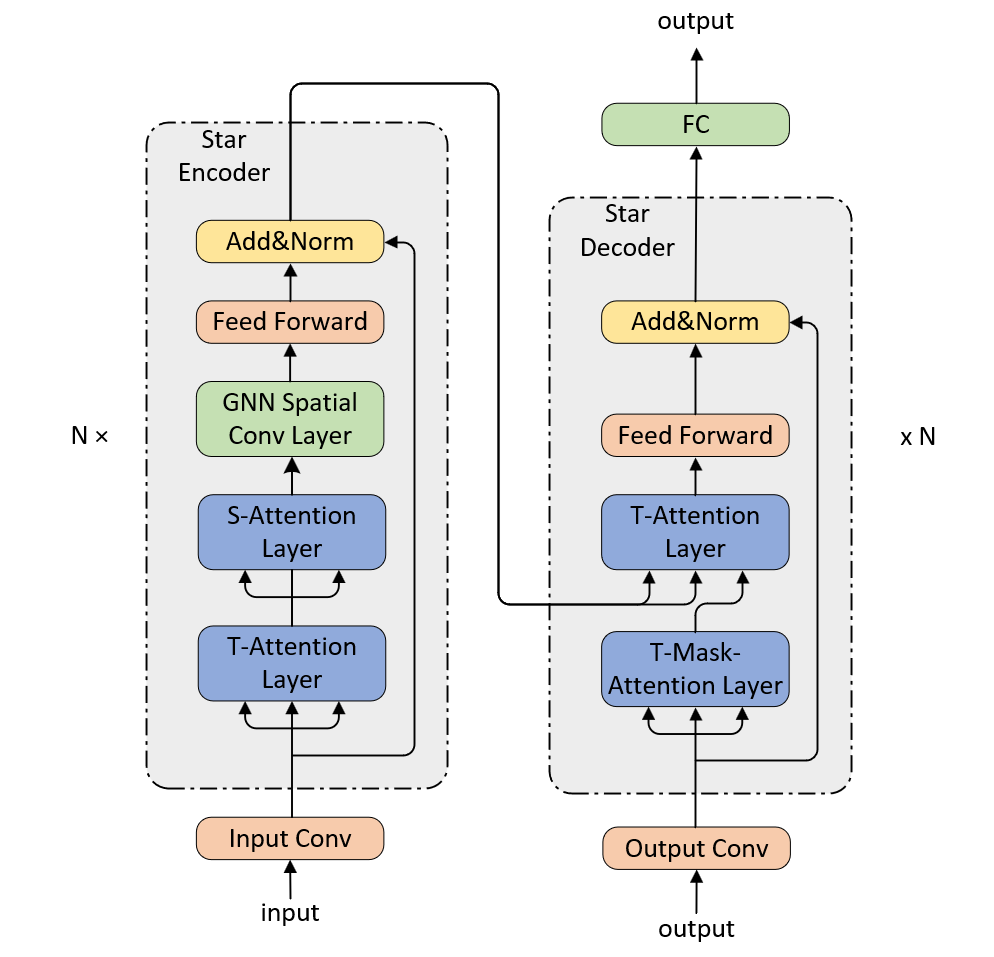 output
FC
Star
Encoder
Add&Norm
Feed Forward
GNN Spatial
Conv Layer
S-Attention
Layer
T-Attention
Layer
N ×
Input Conv
input
Star
Decoder
Add&Norm
Feed Forward
T-Attention
Layer
T-Mask-
Attention Layer
x N
Output Conv
output